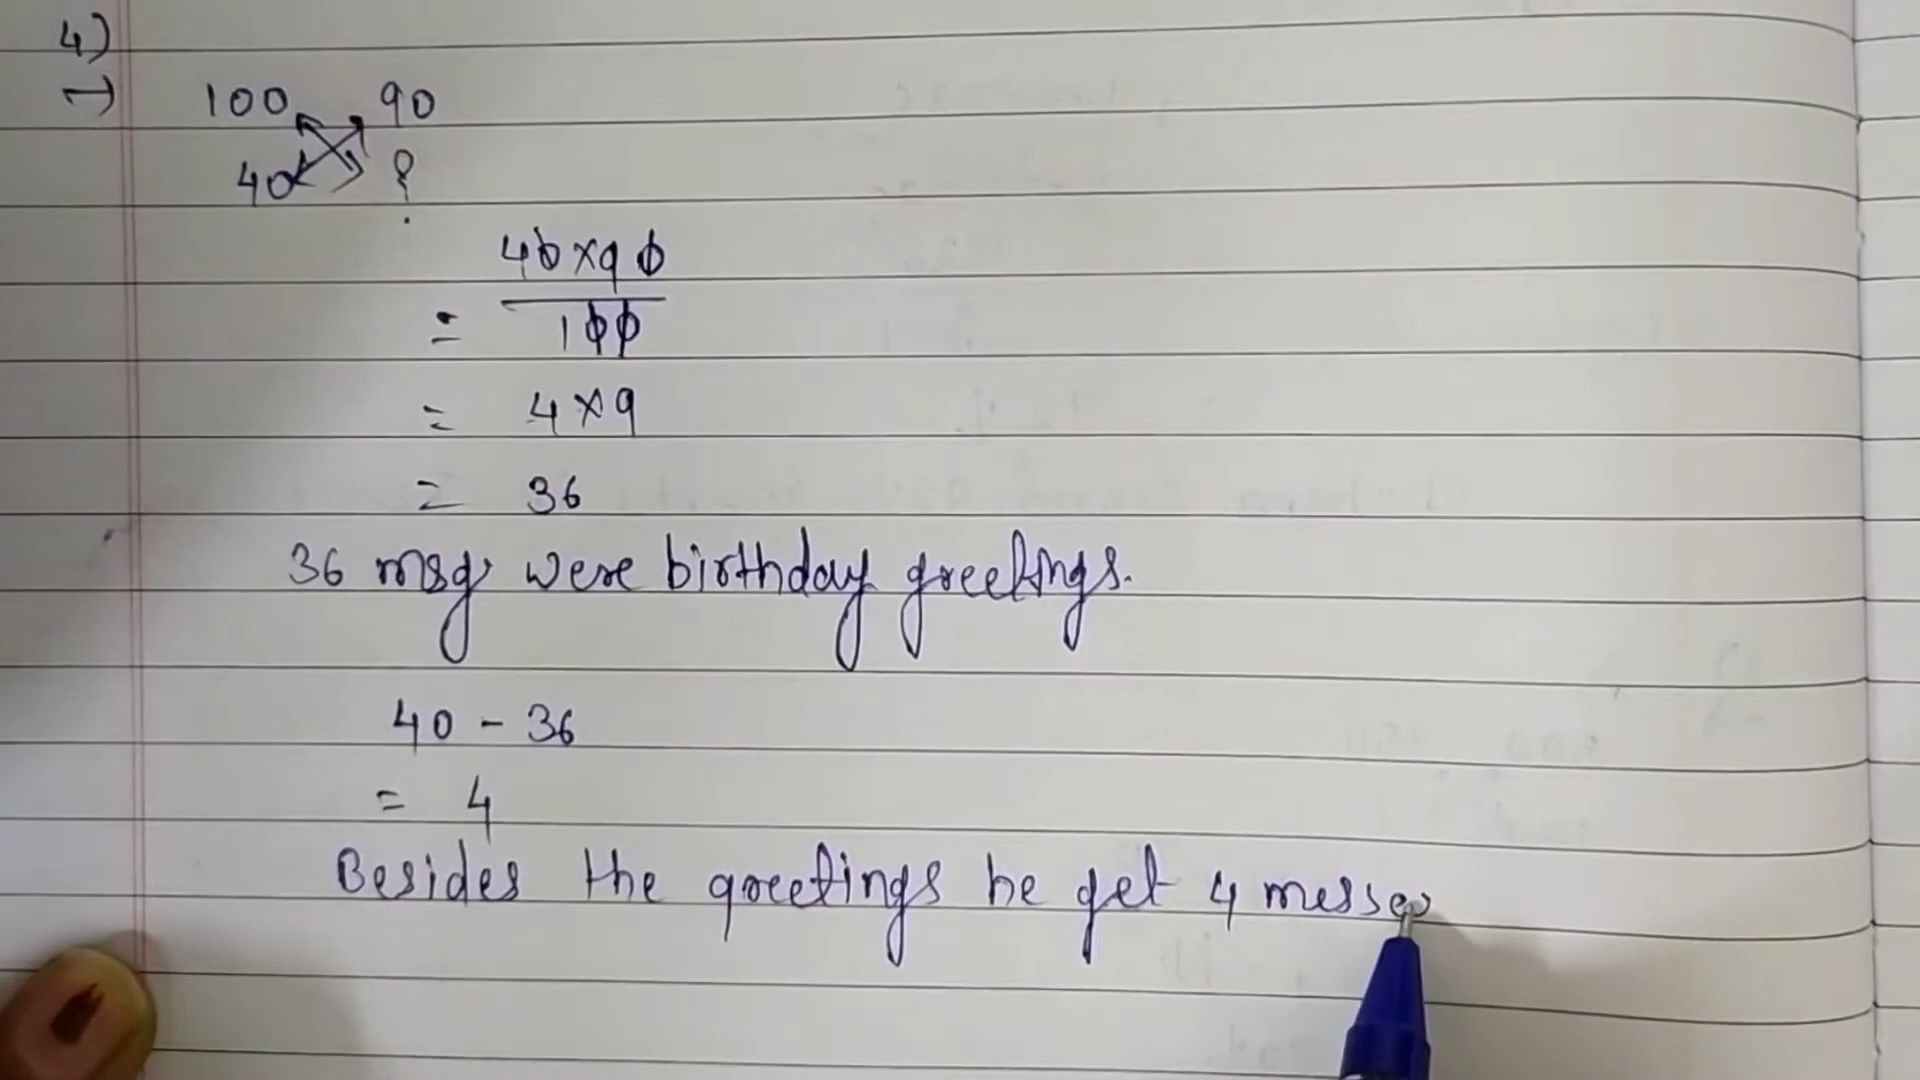 4)
→ 100 90
40 ?
40×90
= 100
= 4×9
= 36
36 msg were birthday greetings.
40 - 36
= 4
Besides the greetings he get 4 messe